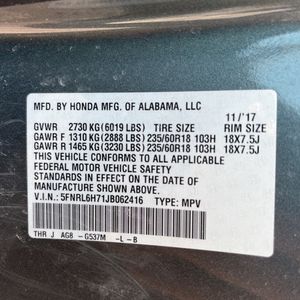 MFD. BY HONDA MFG. OF ALABAMA, LLC
11/'17
GVWR 2730 KG (6019 LBS) TIRE SIZE RIM SIZE
GAWR F 1310 KG (2888 LBS) 235/60R18 103H 18X7.5J
GAWR R 1465 KG (3230 LBS) 235/60R18 103H 18X7.5J
THIS VEHICLE CONFORMS TO ALL APPLICABLE
FEDERAL MOTOR VEHICLE SAFETY AND
THEFT PREVENTION STANDARDS IN EFFECT ON THE
DATE OF MANUFACTURE SHOWN ABOVE.
V.I.N.: 5FNRL6H71JB062416 TYPE: MPV
THR J AG8 -G537M -L-B